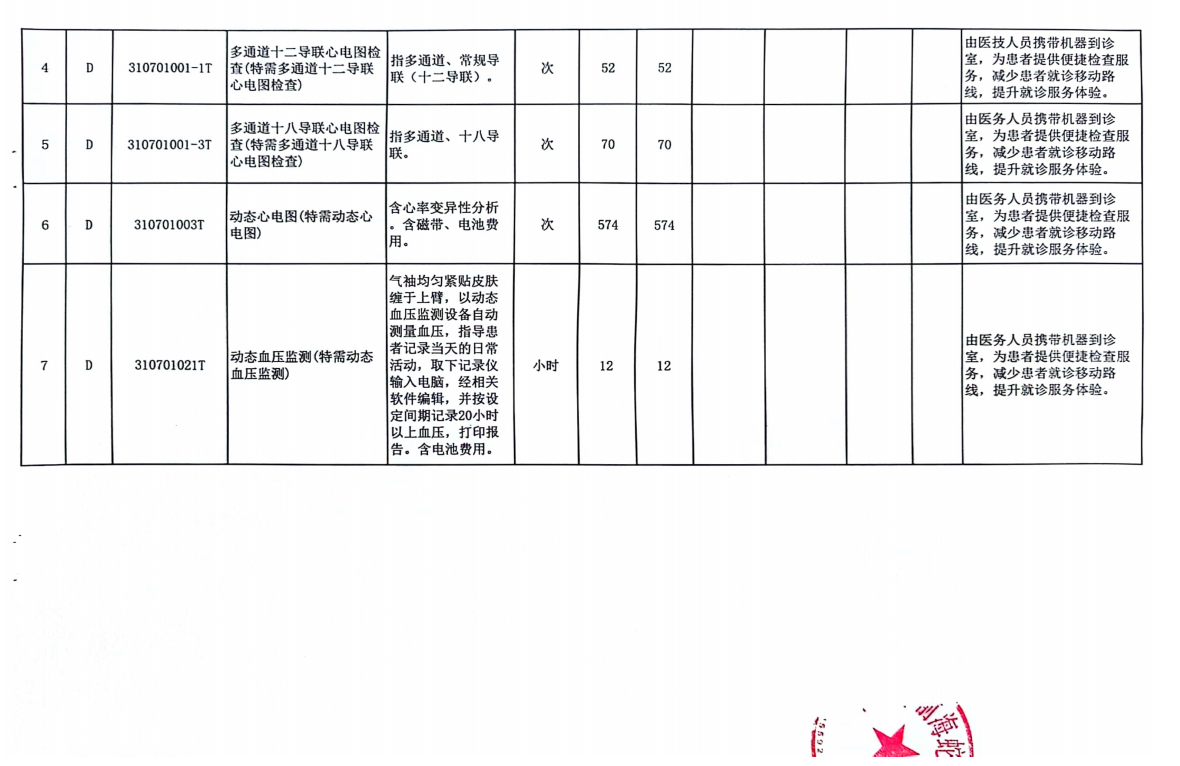 4
D
310701001-1T
多通道十二导联心电图检
查(特需多通道十二导联
心电图检查)
指多通道、常规导
联（十二导联）。
次
52
52
由医技人员携带机器到诊
室，为患者提供便捷检查服
务，减少患者就诊移动路
线，提升就诊服务体验。
5
D
310701001-3T
多通道十八导联心电图检
查(特需多通道十八导联
心电图检查)
指多通道、十八导
联。
次
70
70
由医务人员携带机器到诊
室，为患者提供便捷检查服
务，减少患者就诊移动路
线，提升就诊服务体验。
6
D
310701003T
动态心电图(特需动态心
电图)
含心率变异性分析
。含磁带、电池费
用。
次
574
574
由医务人员携带机器到诊
室，为患者提供便捷检查服
务，减少患者就诊移动路
线，提升就诊服务体验。
7
D
310701021T
动态血压监测(特需动态
血压监测)
气袖均匀紧贴皮肤
缠于上臂，以动态
血压监测设备自动
测量血压，指导患
者记录当天的日常
活动，取下记录仪
输入电脑，经相关
软件编辑，并按设
定间期记录20小时
以上血压，打印报
告。含电池费用。
小时
12
12
由医务人员携带机器到诊
室，为患者提供便捷检查服
务，减少患者就诊移动路
线，提升就诊服务体验。
海蛇